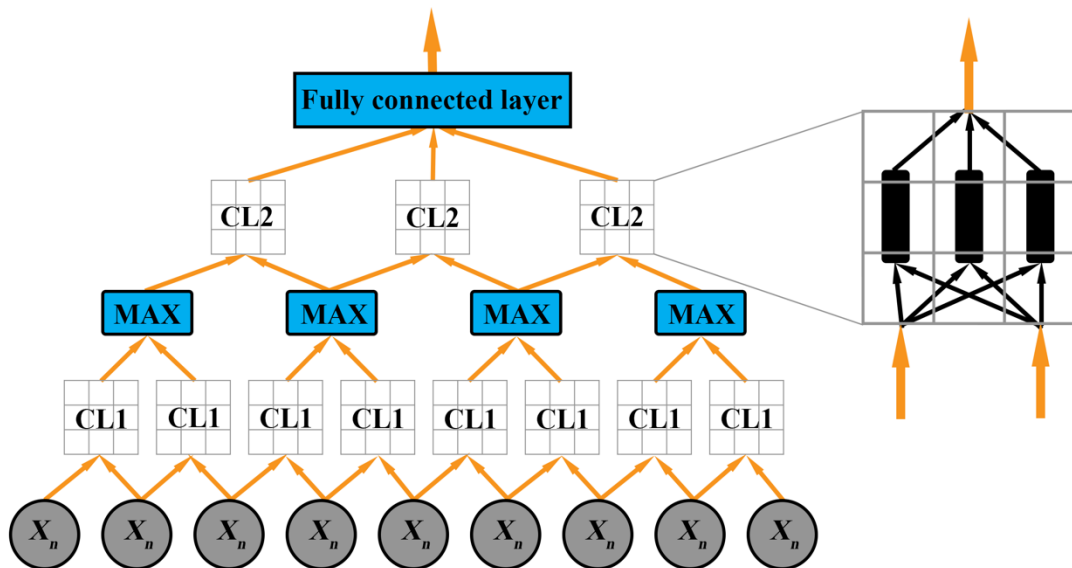 Fully connected layer
CL2 CL2 CL2
MAX MAX MAX MAX
CL1 CL1 CL1 CL1 CL1 CL1 CL1 CL1
Xn Xn Xn Xn Xn Xn Xn Xn Xn